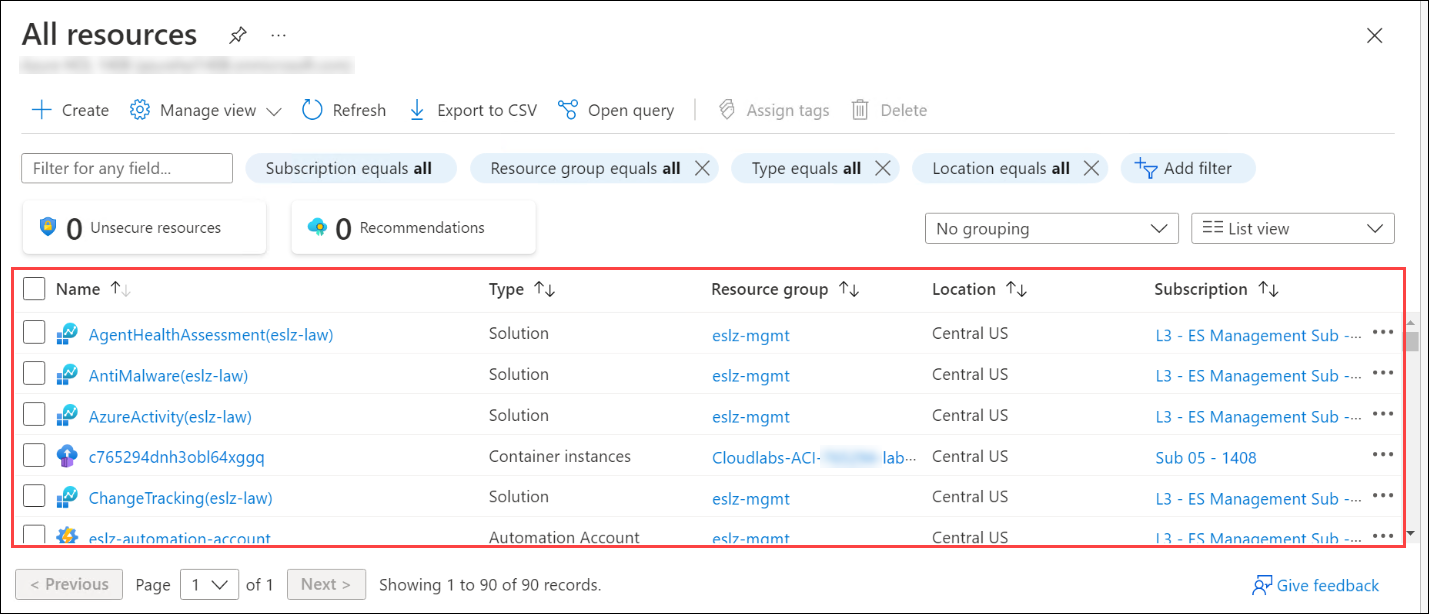 All resources ...
Create Manage view Refresh Export to CSV Open query Assign tags Delete
Filter for any field... Subscription equals all Resource group equals all Type equals all Location equals all Add filter
0 Unsecure resources 0 Recommendations No grouping List view
Name Type Resource group Location Subscription
AgentHealthAssessment(eslz-law) Solution eslz-mgmt Central US L3 - ES Management Sub -... ...
AntiMalware(eslz-law) Solution eslz-mgmt Central US L3 - ES Management Sub -... ...
AzureActivity(eslz-law) Solution eslz-mgmt Central US L3 - ES Management Sub -... ...
c765294dnh3obl64xggq Container instances Cloudlabs-ACI- lab... Central US Sub 05 - 1408 ...
ChangeTracking(eslz-law) Solution eslz-mgmt Central US L3 - ES Management Sub -... ...
eslz-automation-account Automation Account eslz-mgmt Central US L3 - ES Management Sub -... ...
< Previous Page 1 of 1 Next > Showing 1 to 90 of 90 records. Give feedback